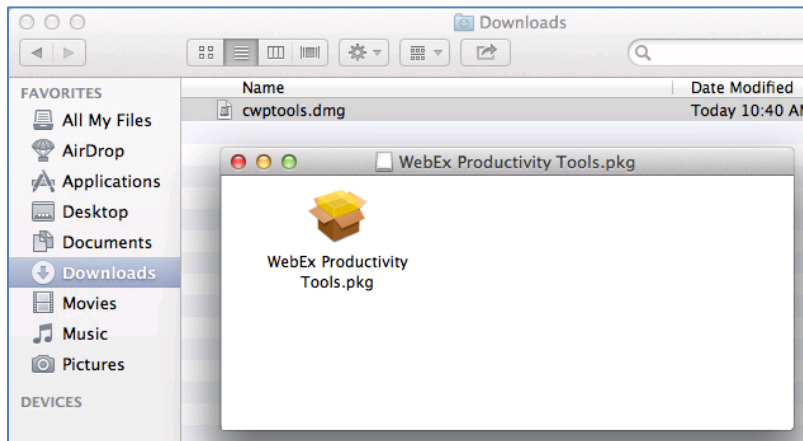 Downloads
FAVORITES
All My Files
AirDrop
Applications
Desktop
Documents
Downloads
Movies
Music
Pictures
DEVICES
Name Date Modified
cwptools.dmg Today 10:40 AM
WebEx Productivity Tools.pkg
WebEx Productivity
Tools.pkg